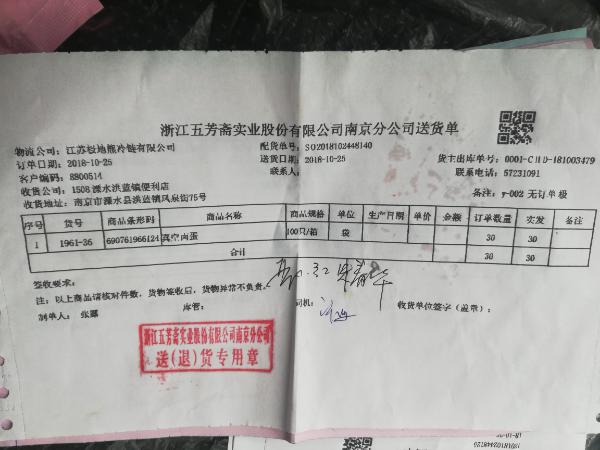 浙江五芳斋实业股份有限公司南京分公司送货单
物流公司：江苏极地熊冷链有限公司 配货单号：SO2018102448140
订单日期：2018-10-25 送货日期：2018-10-25 货主出库单号：0001-CHD-181003479
客户编码：8800514 联系人： 联系电话：57231091
收货公司：1508 溧水洪蓝镇便利店 备注：y-002 无订单极
收货地址：南京市溧水县洪蓝镇凤泉街75号
序号 货号 商品条形码 商品名称 商品规格 单位 生产日期 单价 金额 订单数量 实发 备注
1 1961-36 690761966124 真空卤蛋 100只/箱 袋 30 30
合计 30 30
签收要求：
注：以上商品请核对件数，货物签收后，货物异常不负责。
制单人：张露 库管： 司机： 收货单位签字（盖章）：
浙江五芳斋实业股份有限公司南京分公司
送（退）货专用章